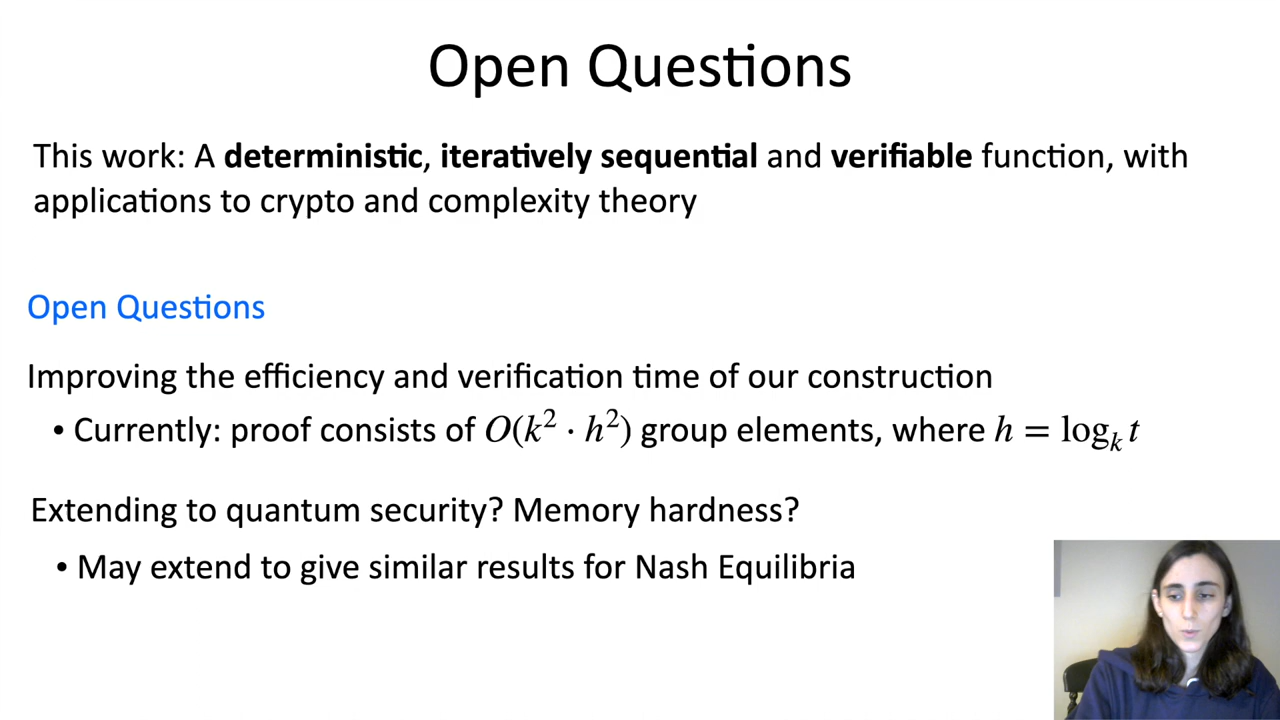 Open Questions
This work: A deterministic, iteratively sequential and verifiable function, with
applications to crypto and complexity theory
Open Questions
Improving the efficiency and verification time of our construction
• Currently: proof consists of O(k² · h²) group elements, where h = logₖ t
Extending to quantum security? Memory hardness?
• May extend to give similar results for Nash Equilibria